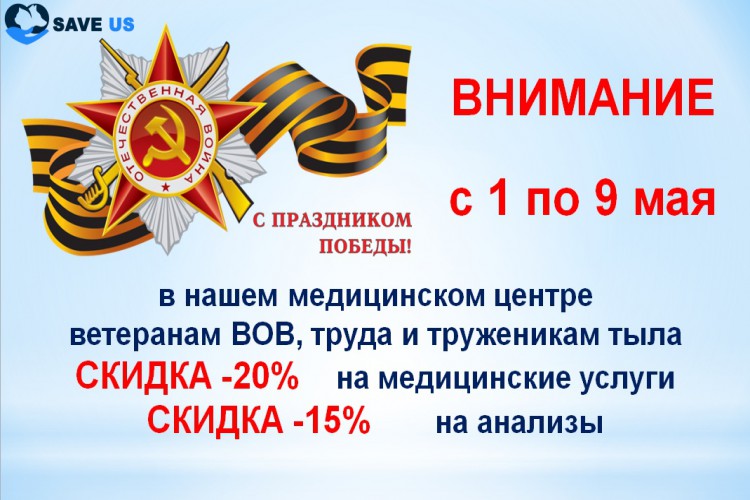 SAVE US
ОТЕЧЕСТВЕННАЯ ВОЙНА
С ПРАЗДНИКОМ
ПОБЕДЫ!
ВНИМАНИЕ
с 1 по 9 мая
в нашем медицинском центре
ветеранам ВОВ, труда и труженикам тыла
СКИДКА -20% на медицинские услуги
СКИДКА -15% на анализы